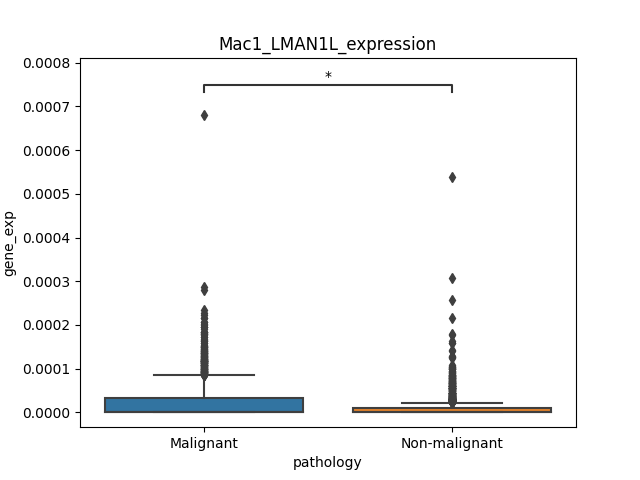 Mac1_LMAN1L_expression
0.0008
0.0007
0.0006
0.0005
0.0004
0.0003
0.0002
0.0001
0.0000
gene_exp
*
Malignant
Non-malignant
pathology